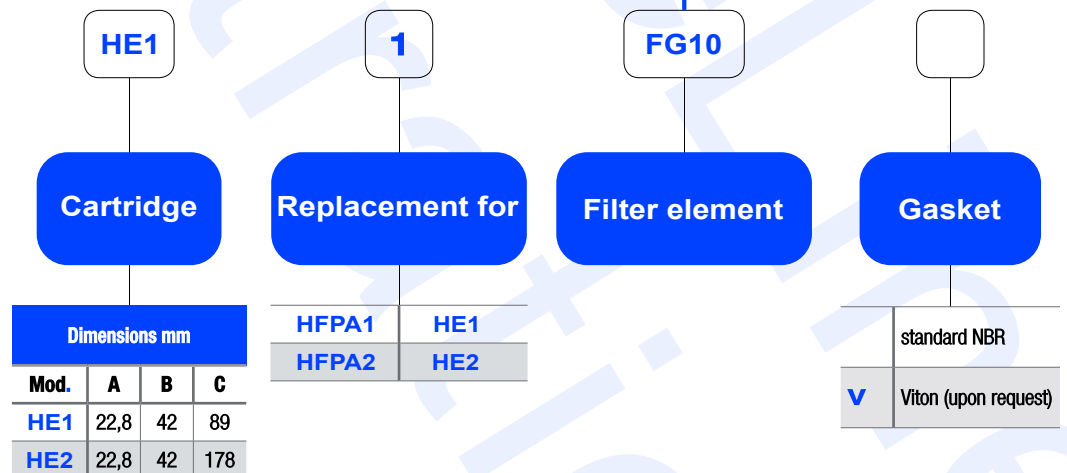 HE1
1
FG10
Cartridge
Replacement for
Filter element
Gasket
Dimensions mm
Mod. A B C
HE1 22,8 42 89
HE2 22,8 42 178
HFPA1 HE1
HFPA2 HE2
standard NBR
V Viton (upon request)